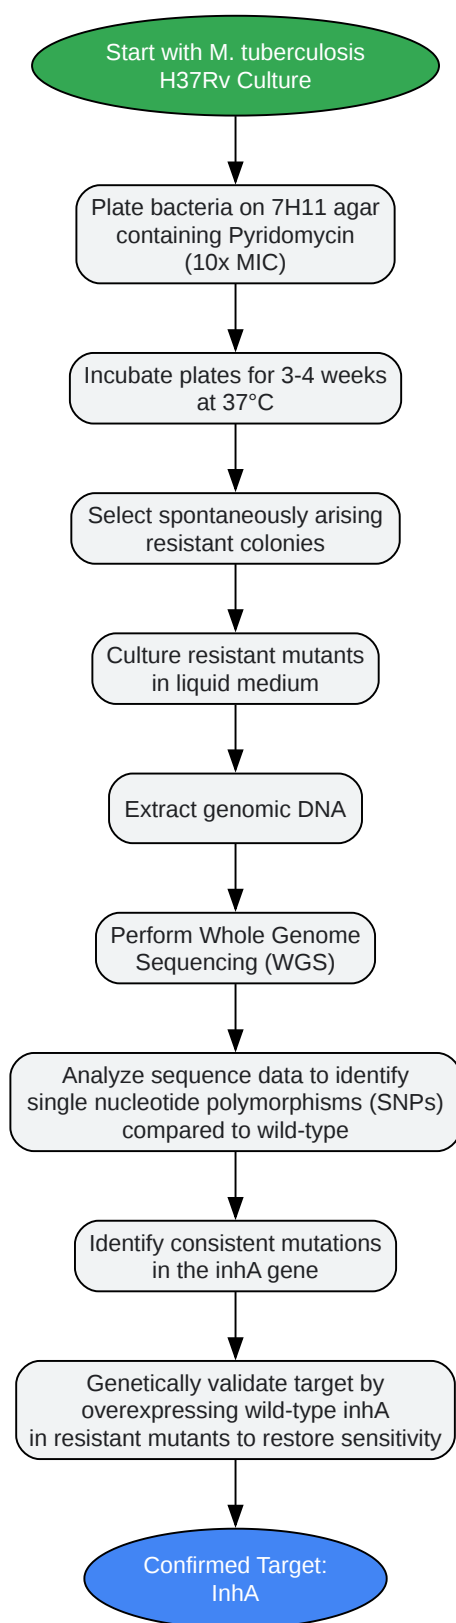 Start with M. tuberculosis
H37Rv Culture
Plate bacteria on 7H11 agar
containing Pyridomycin
(10x MIC)
Incubate plates for 3-4 weeks
at 37°C
Select spontaneously arising
resistant colonies
Culture resistant mutants
in liquid medium
Extract genomic DNA
Perform Whole Genome
Sequencing (WGS)
Analyze sequence data to identify
single nucleotide polymorphisms (SNPs)
compared to wild-type
Identify consistent mutations
in the inhA gene
Genetically validate target by
overexpressing wild-type inhA
in resistant mutants to restore sensitivity
Confirmed Target:
InhA